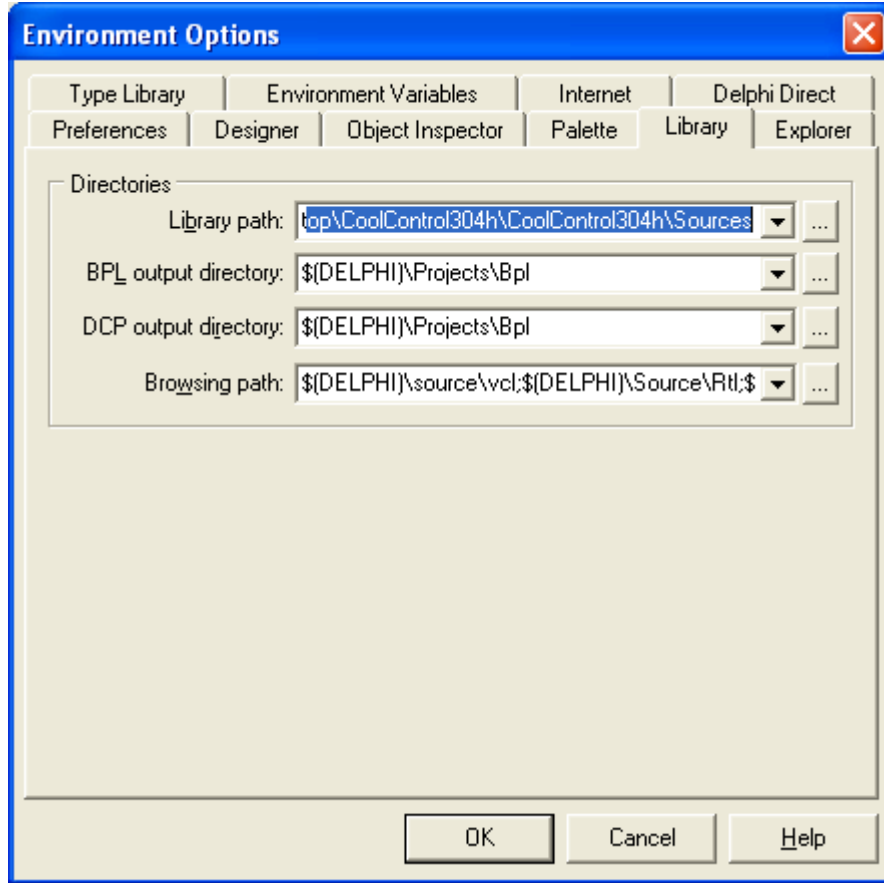 Environment Options
Type Library Environment Variables Internet Delphi Direct
Preferences Designer Object Inspector Palette Library Explorer
Directories
Library path: top\CoolControl304h\CoolControl304h\Sources ...
BPL output directory: $(DELPHI)\Projects\Bpl ...
DCP output directory: $(DELPHI)\Projects\Bpl ...
Browsing path: $(DELPHI)\source\vcl;$(DELPHI)\Source\Rtl;$ ...
OK Cancel Help